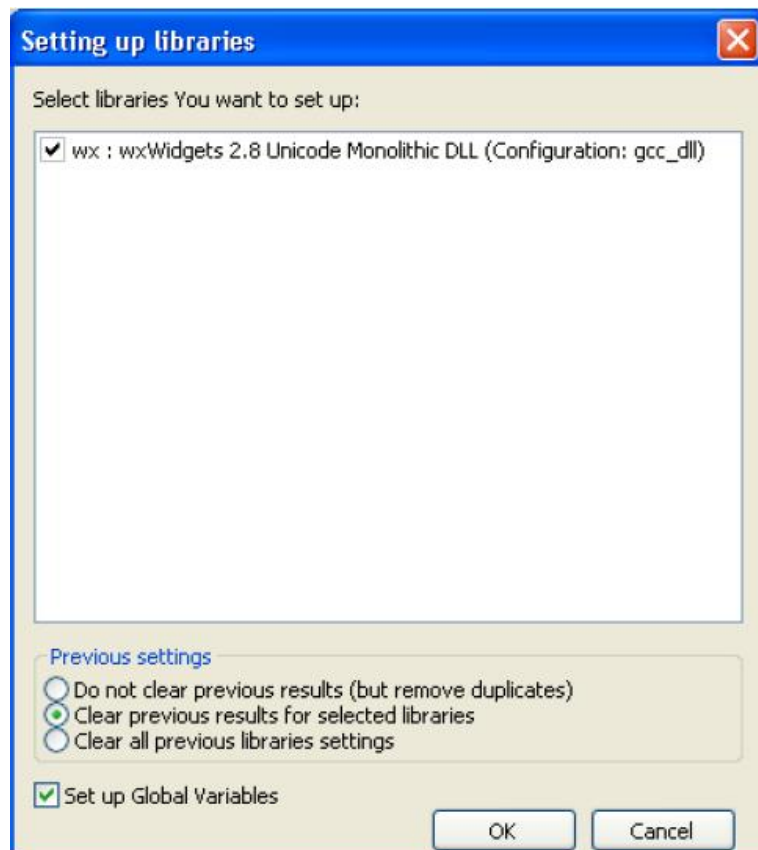 Setting up libraries
Select libraries You want to set up:
wx : wxWidgets 2.8 Unicode Monolithic DLL (Configuration: gcc_dll)
Previous settings
Do not clear previous results (but remove duplicates)
Clear previous results for selected libraries
Clear all previous libraries settings
Set up Global Variables
OK Cancel